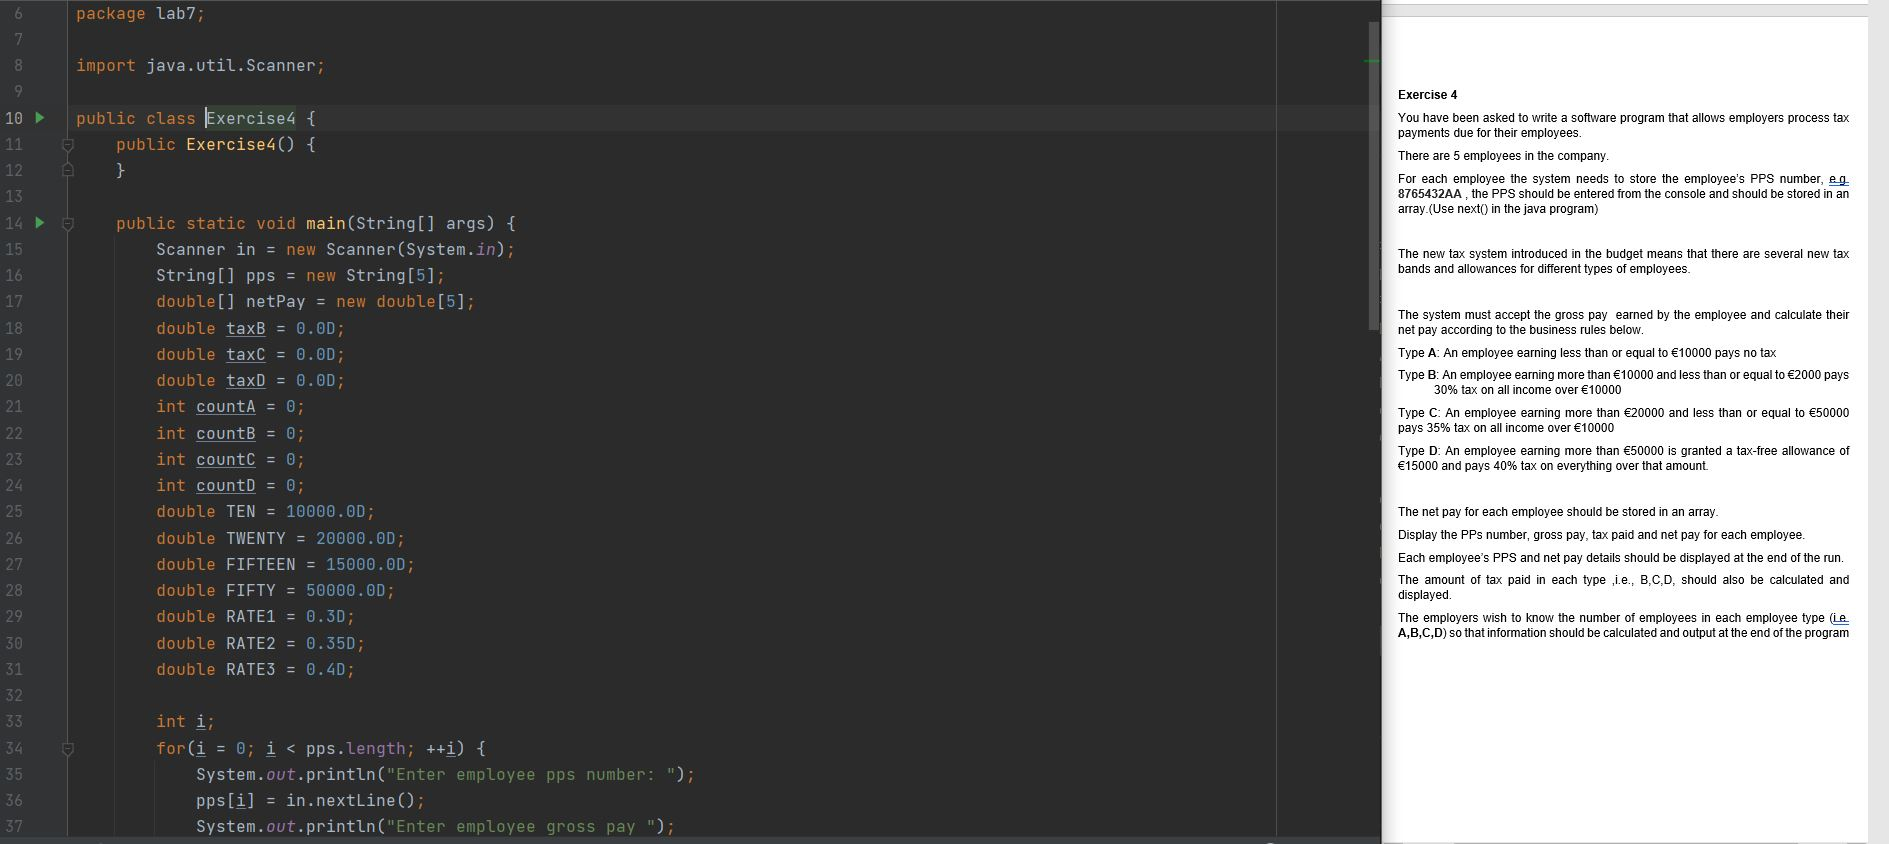 6 package lab7;
7
8 import java.util.Scanner;
9
10 public class Exercise4 {
11 public Exercise4() {
12 }
13
14 public static void main(String[] args) {
15 Scanner in = new Scanner(System.in);
16 String[] pps = new String[5];
17 double[] netPay = new double[5];
18 double taxB = 0.0D;
19 double taxC = 0.0D;
20 double taxD = 0.0D;
21 int countA = 0;
22 int countB = 0;
23 int countC = 0;
24 int countD = 0;
25 double TEN = 10000.0D;
26 double TWENTY = 20000.0D;
27 double FIFTEEN = 15000.0D;
28 double FIFTY = 50000.0D;
29 double RATE1 = 0.3D;
30 double RATE2 = 0.35D;
31 double RATE3 = 0.4D;
32
33 int i;
34 for(i = 0; i < pps.length; ++i) {
35 System.out.println("Enter employee pps number: ");
36 pps[i] = in.nextLine();
37 System.out.println("Enter employee gross pay ");
Exercise 4
You have been asked to write a software program that allows employers process tax
payments due for their employees.
There are 5 employees in the company.
For each employee the system needs to store the employee's PPS number, e.g.
8765432AA , the PPS should be entered from the console and should be stored in an
array.(Use next() in the java program)
The new tax system introduced in the budget means that there are several new tax
bands and allowances for different types of employees.
The system must accept the gross pay earned by the employee and calculate their
net pay according to the business rules below.
Type A: An employee earning less than or equal to €10000 pays no tax
Type B: An employee earning more than €10000 and less than or equal to €2000 pays
30% tax on all income over €10000
Type C: An employee earning more than €20000 and less than or equal to €50000
pays 35% tax on all income over €10000
Type D: An employee earning more than €50000 is granted a tax-free allowance of
€15000 and pays 40% tax on everything over that amount.
The net pay for each employee should be stored in an array.
Display the PPs number, gross pay, tax paid and net pay for each employee.
Each employee's PPS and net pay details should be displayed at the end of the run.
The amount of tax paid in each type ,i.e., B,C,D, should also be calculated and
displayed.
The employers wish to know the number of employees in each employee type (i.e.
A,B,C,D) so that information should be calculated and output at the end of the program